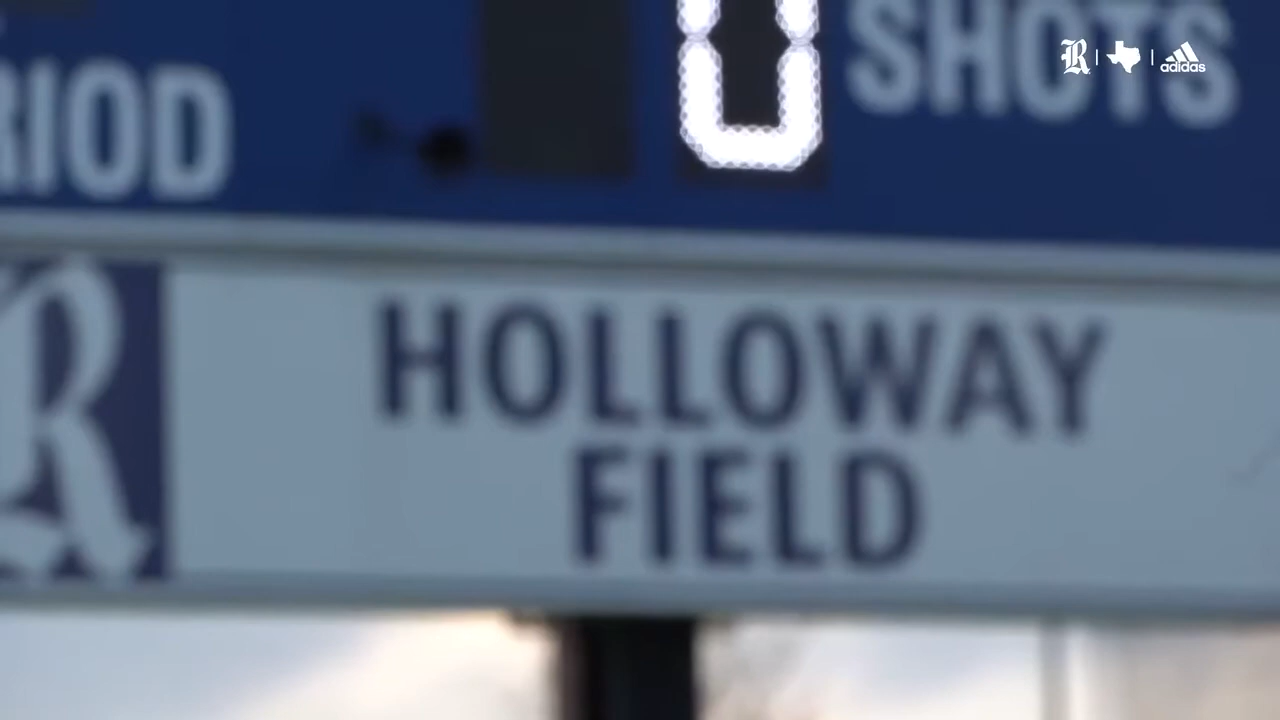 RIOD
0 SHOTS
R
adidas
R
HOLLOWAY
FIELD